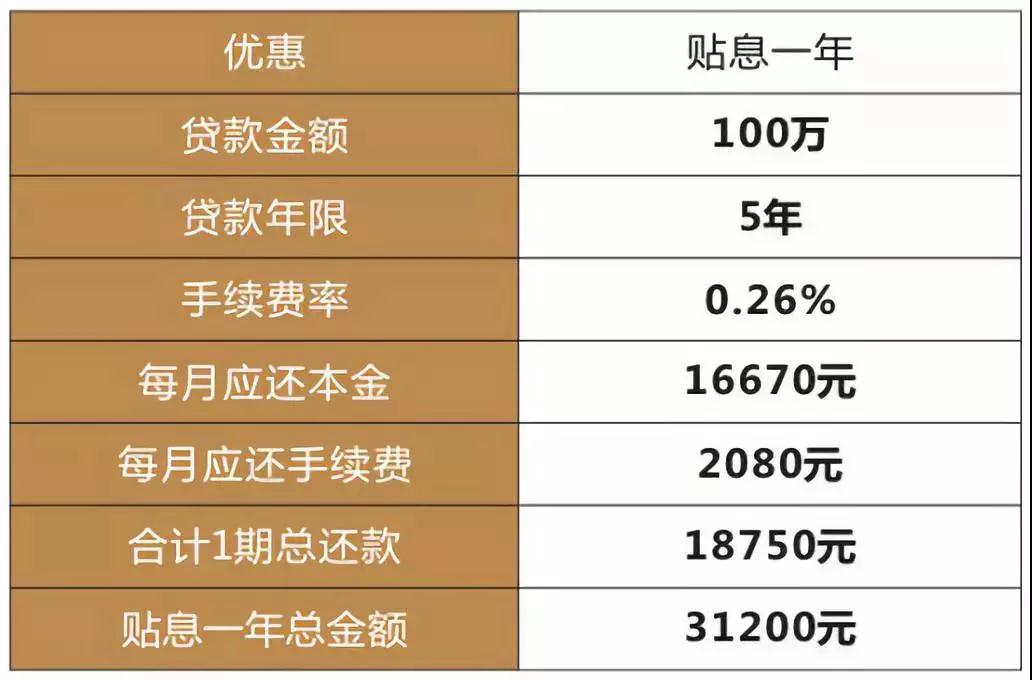 优惠 贴息一年
贷款金额 100万
贷款年限 5年
手续费率 0.26%
每月应还本金 16670元
每月应还手续费 2080元
合计1期总还款 18750元
贴息一年总金额 31200元